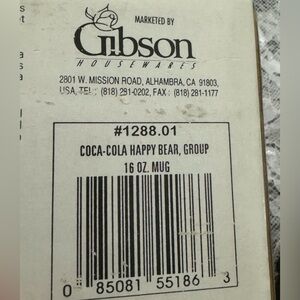 MARKETED BY
Gibson
HOUSEWARES
2801 W. MISSION ROAD, ALHAMBRA, CA 91803,
USA, TEL : (818) 281-0202, FAX : (818) 281-1177
#1288.01
COCA-COLA HAPPY BEAR, GROUP
16 OZ. MUG
0 85081 55186 3